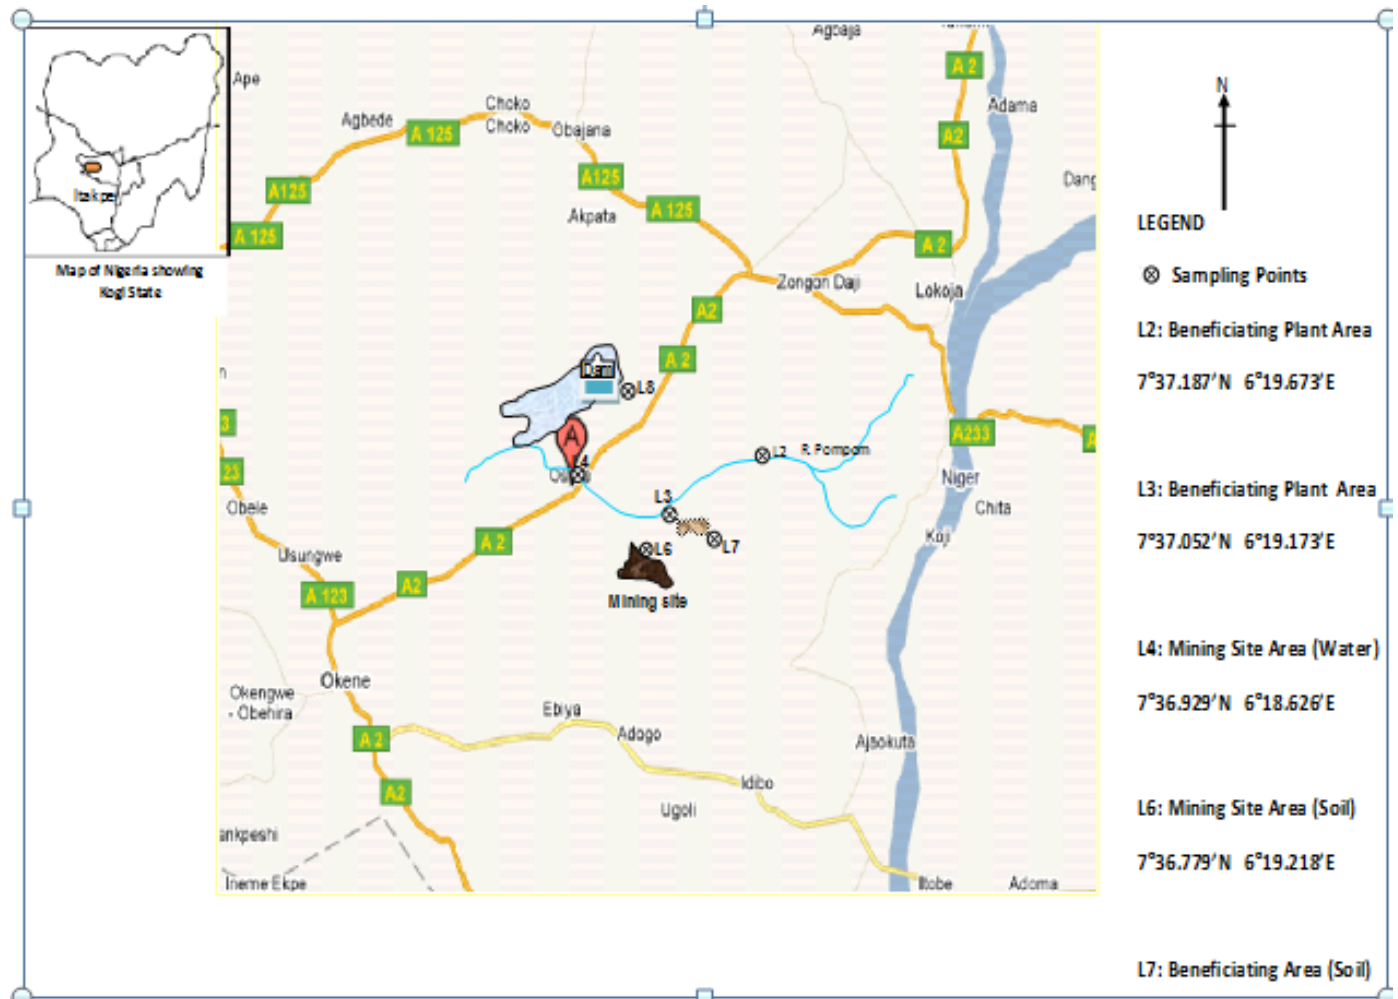 Agbaja
Ape
Adama
Choko
Choko
Agbede
A 125
Obajana
A 2
A2
A125
A125
Dang
Itakpe
A 125
Akpata
A 125
A 2
Map of Nigeria showing
Kogi State
Zongon Daji
Lokoja
A2
A 2
Dam
L8
A
L4
L2
R. Pompom
A233
A
3
23
Niger
Obele
L3
Chita
Koji
A 2
L7
L6
Usungwe
A 123
A2
Mining site
Okene
Okengwe
- Obehira
Ebiya
Adogo
A 2
Ajaokuta
A2
Idibo
Ugoli
ankpeshi
Ineme Ekpe
Itobe
Adoma
N
LEGEND
Sampling Points
L2: Beneficiating Plant Area
7°37.187'N 6°19.673'E
L3: Beneficiating Plant Area
7°37.052'N 6°19.173'E
L4: Mining Site Area (Water)
7°36.929'N 6°18.626'E
L6: Mining Site Area (Soil)
7°36.779'N 6°19.218'E
L7: Beneficiating Area (Soil)